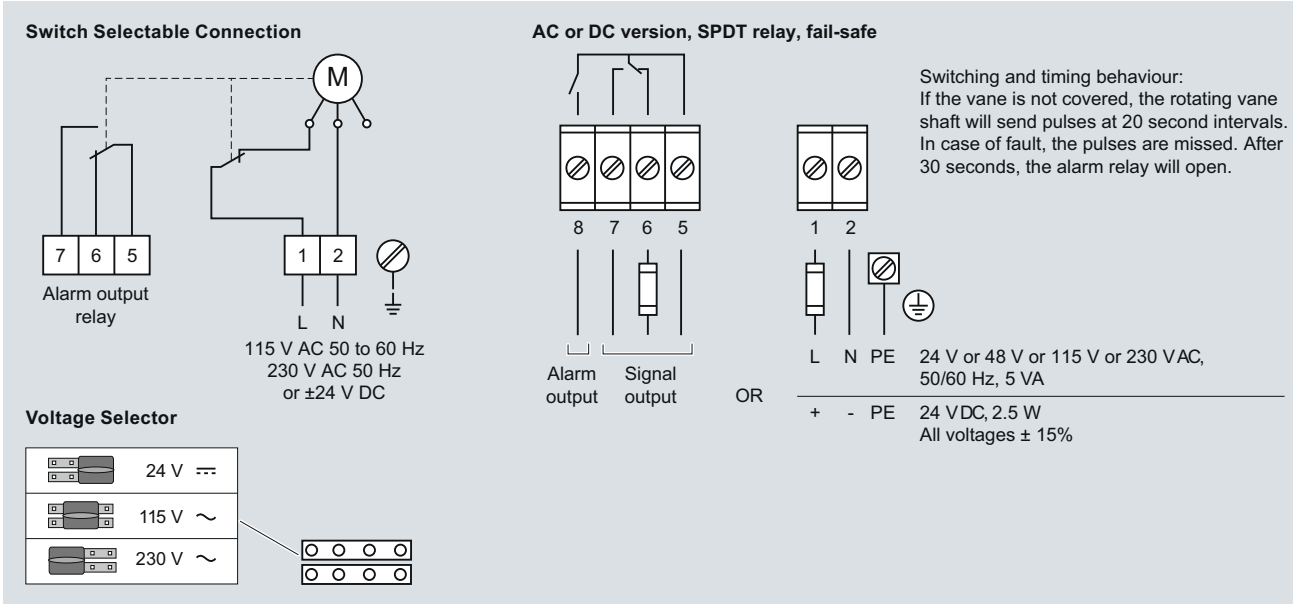 Switch Selectable Connection
M
7 6 5
Alarm output
relay
1 2
L N
115 V AC 50 to 60 Hz
230 V AC 50 Hz
or ±24 V DC
Voltage Selector
24 V
115 V
230 V
AC or DC version, SPDT relay, fail-safe
8 7 6 5
Alarm
output
Signal
output
1 2
OR
L N PE 24 V or 48 V or 115 V or 230 V AC,
50/60 Hz, 5 VA
+ - PE 24 V DC, 2.5 W
All voltages ± 15%
Switching and timing behaviour:
If the vane is not covered, the rotating vane
shaft will send pulses at 20 second intervals.
In case of fault, the pulses are missed. After
30 seconds, the alarm relay will open.